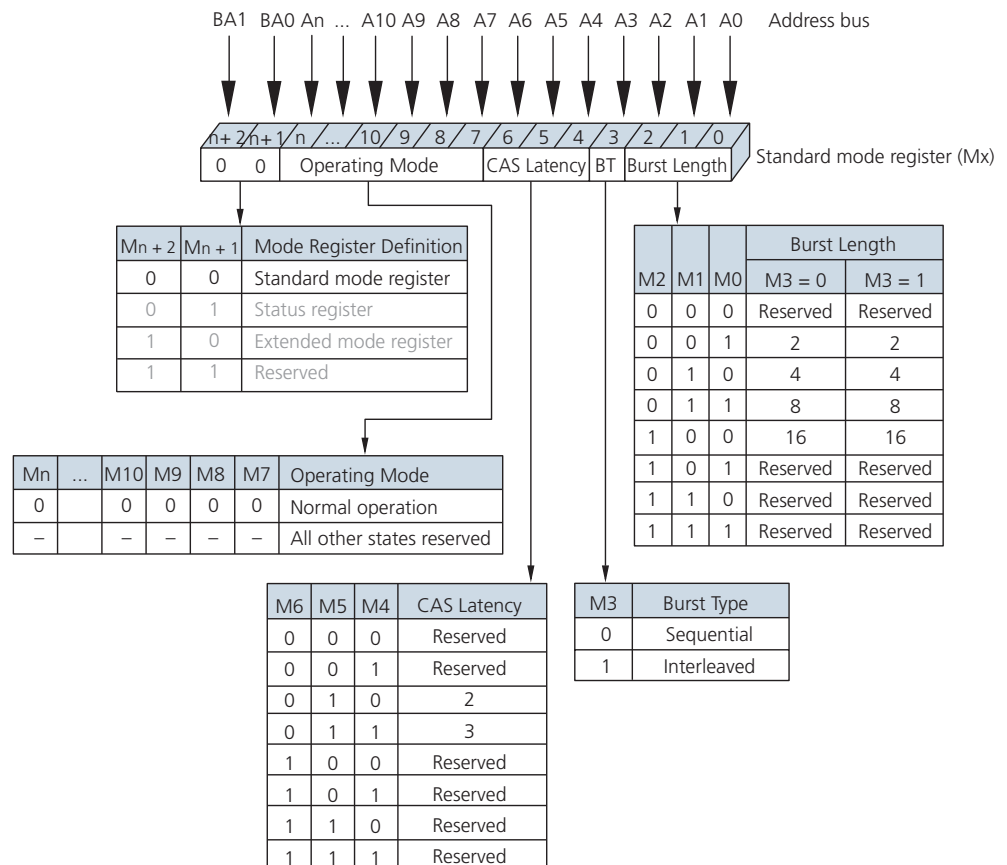 BA1 BA0 An ... A10 A9 A8 A7 A6 A5 A4 A3 A2 A1 A0 Address bus
n + 2 n + 1 n ... 10 9 8 7 6 5 4 3 2 1 0
0 0 Operating Mode CAS Latency BT Burst Length
Standard mode register (Mx)
Mn + 2 Mn + 1 Mode Register Definition
0 0 Standard mode register
0 1 Status register
1 0 Extended mode register
1 1 Reserved
Burst Length
M2 M1 M0 M3 = 0 M3 = 1
0 0 0 Reserved Reserved
0 0 1 2 2
0 1 0 4 4
0 1 1 8 8
1 0 0 16 16
1 0 1 Reserved Reserved
1 1 0 Reserved Reserved
1 1 1 Reserved Reserved
Mn ... M10 M9 M8 M7 Operating Mode
0 0 0 0 0 Normal operation
– – – – – All other states reserved
M6 M5 M4 CAS Latency
0 0 0 Reserved
0 0 1 Reserved
0 1 0 2
0 1 1 3
1 0 0 Reserved
1 0 1 Reserved
1 1 0 Reserved
1 1 1 Reserved
M3 Burst Type
0 Sequential
1 Interleaved